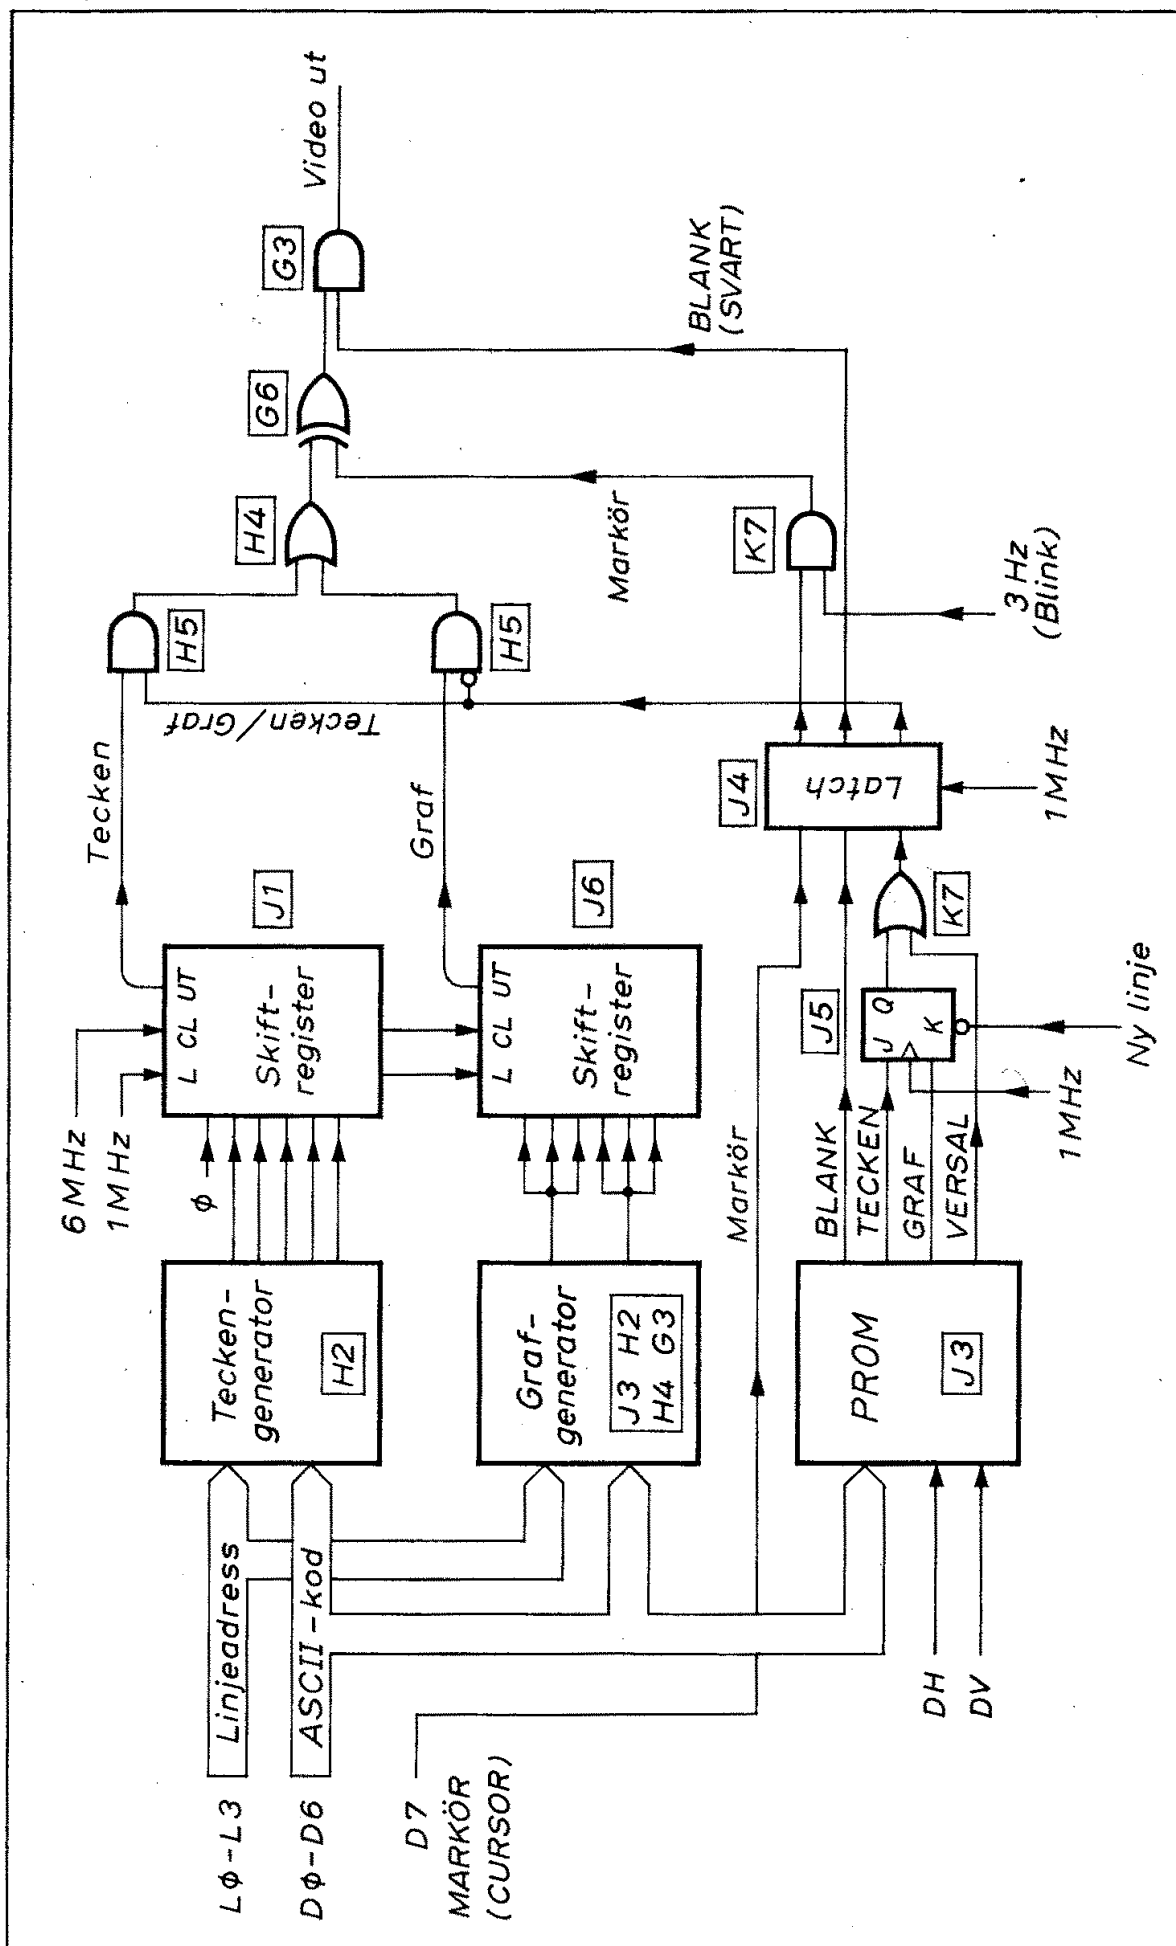 LØ-L3
Linjeadress
DØ-D6
ASCII-kod
D7
MARKÖR
(CURSOR)
DH
DV
Tecken-
generator
H2
Graf-
generator
J3 H2
H4 G3
PROM
J3
6 MHz
1 MHz
Ø
L CL UT
Skift-
register
J1
L CL UT
Skift-
register
J6
Markör
BLANK
TECKEN
GRAF
VERSAL
J5
J Q
K
1 MHz
Ny linje
K7
J4
Latch
1 MHz
Tecken
Graf
Tecken/Graf
H5
H5
H4
K7
3 Hz
(Blink)
Markör
G6
BLANK
(SVART)
G3
Video ut